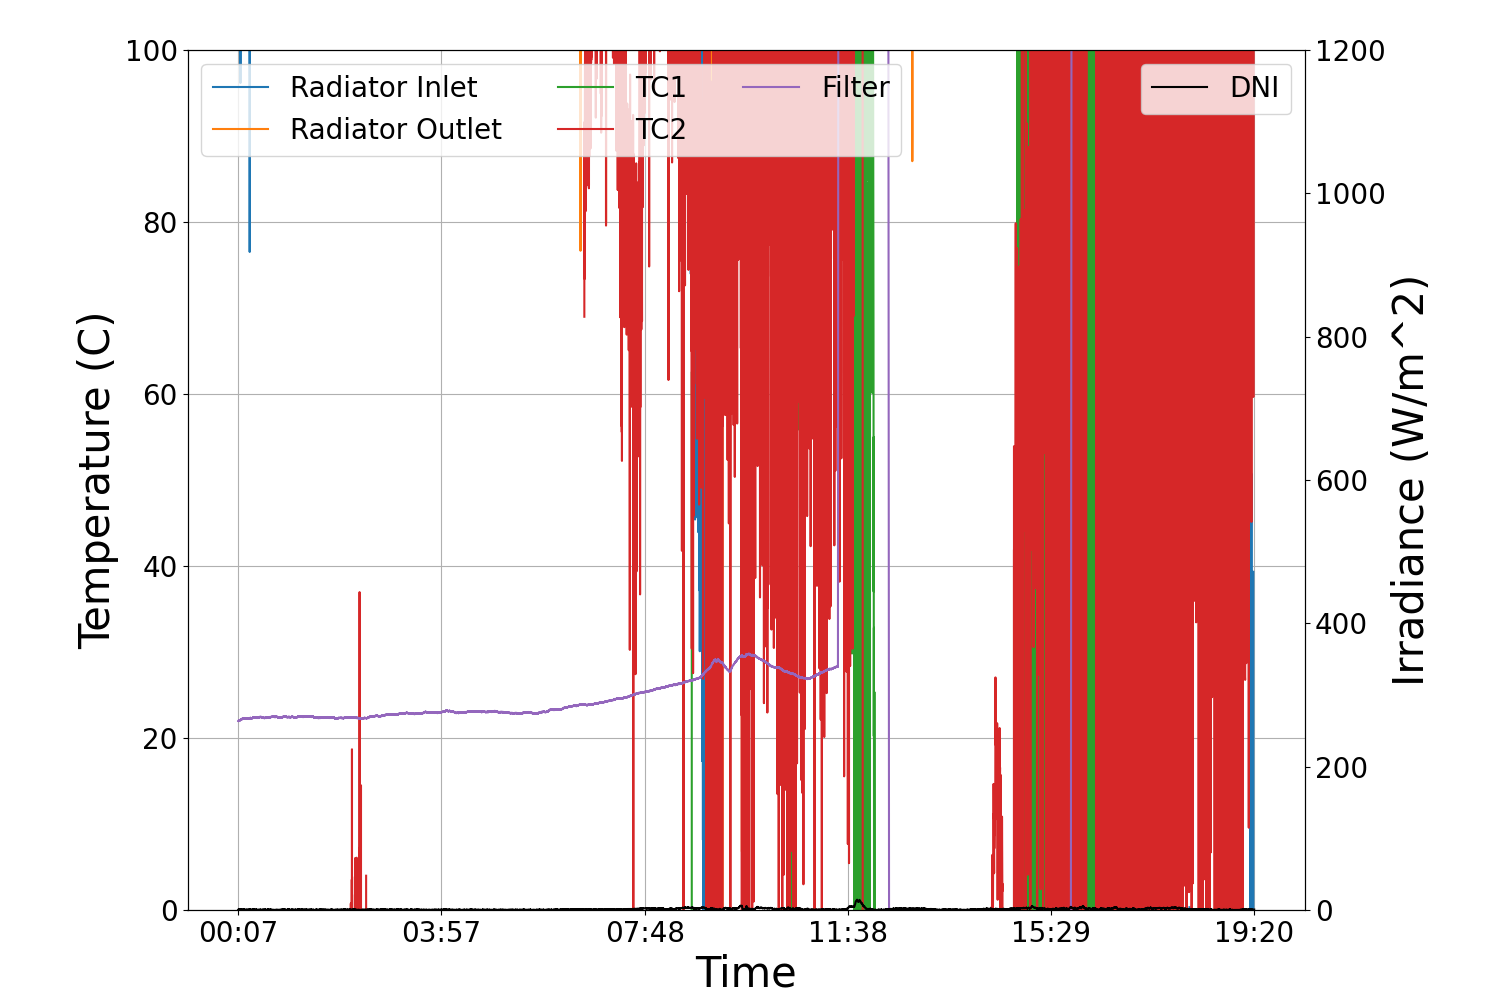 100
80
60
40
20
0
Temperature (C)
Radiator Inlet
Radiator Outlet
TC1
TC2
Filter
DNI
1200
1000
800
600
400
200
0
Irradiance (W/m^2)
00:07
03:57
07:48
11:38
15:29
19:20
Time